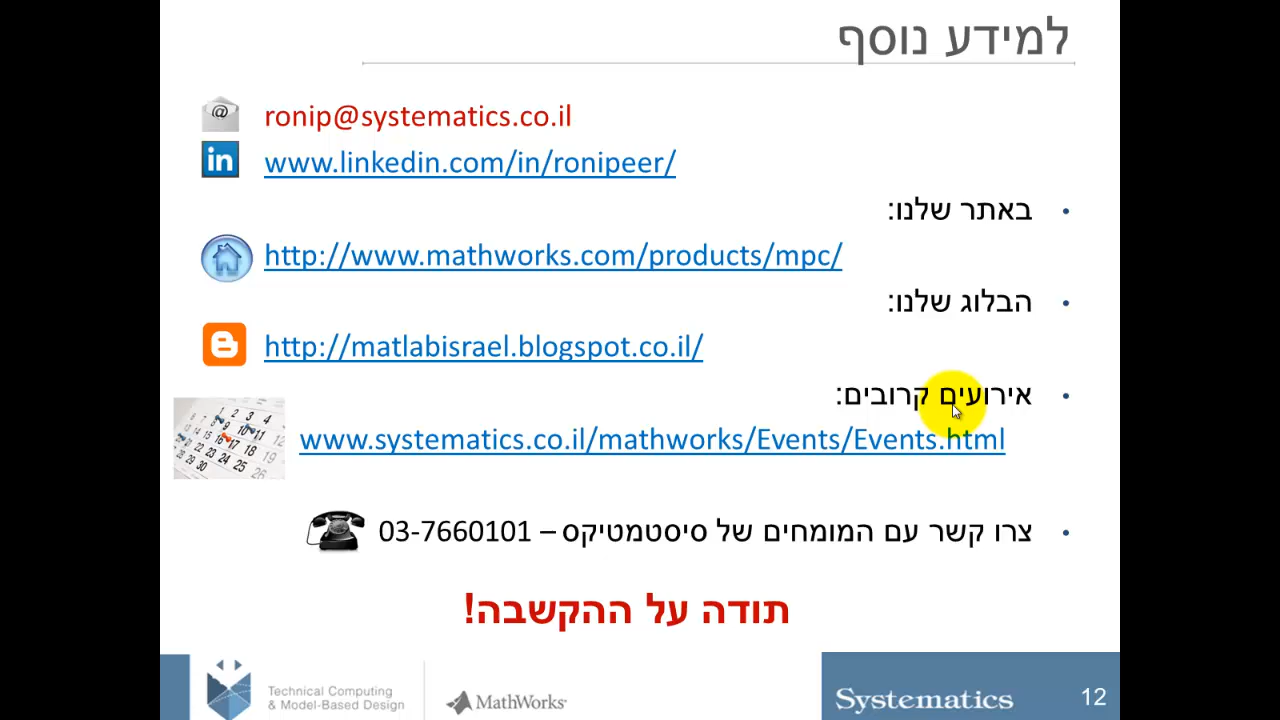 למידע נוסף
ronip@systematics.co.il
www.linkedin.com/in/ronipeer/
• באתר שלנו:
http://www.mathworks.com/products/mpc/
• הבלוג שלנו:
http://matlabisrael.blogspot.co.il/
• אירועים קרובים:
www.systematics.co.il/mathworks/Events/Events.html
• צרו קשר עם המומחים של סיסטמטיקס – 03-7660101
תודה על ההקשבה!
Technical Computing
& Model-Based Design
MathWorks
Systematics
12